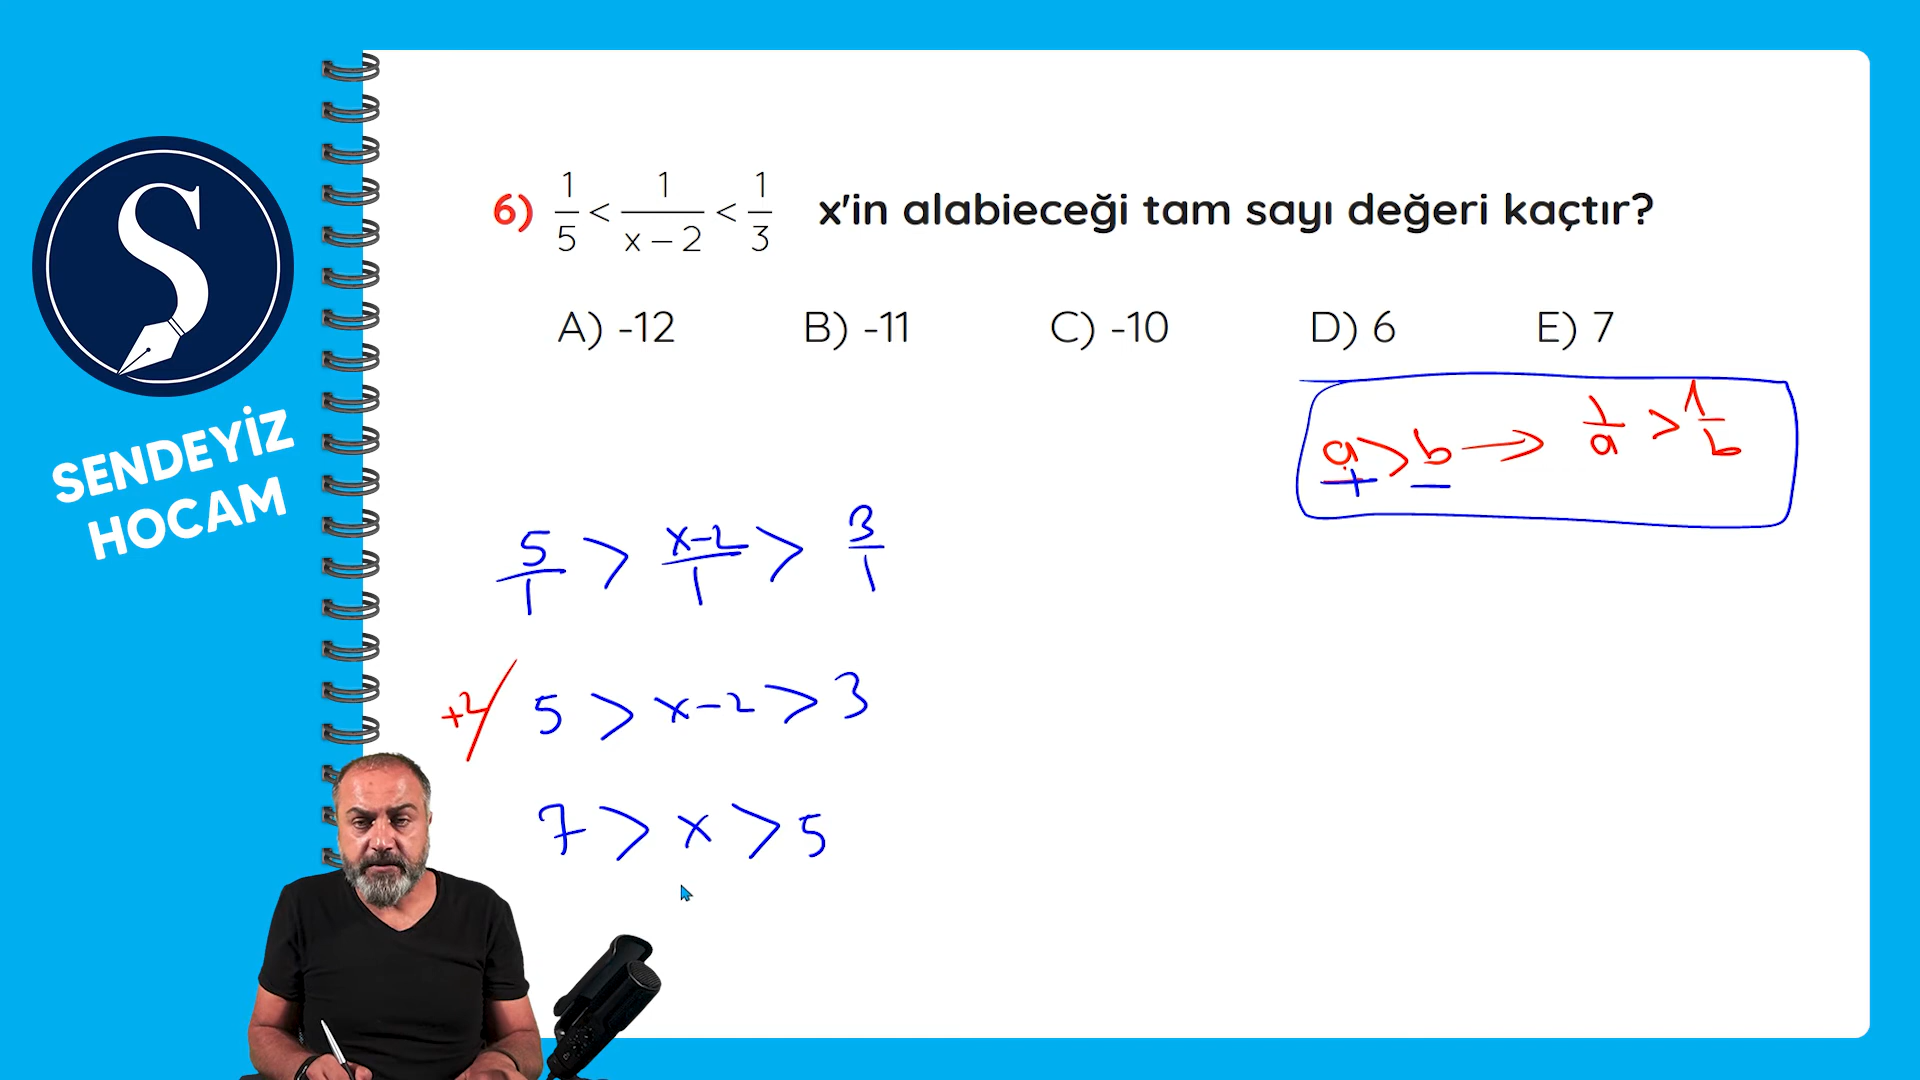 SENDEYİZ
HOCAM
6) 1/5 < 1/(x – 2) < 1/3 x'in alabieceği tam sayı değeri kaçtır?
A) -12 B) -11 C) -10 D) 6 E) 7
a > b → 1/a > 1/b
+ –
5/1 > x-2/1 > 3/1
+2/ 5 > x-2 > 3
7 > x > 5